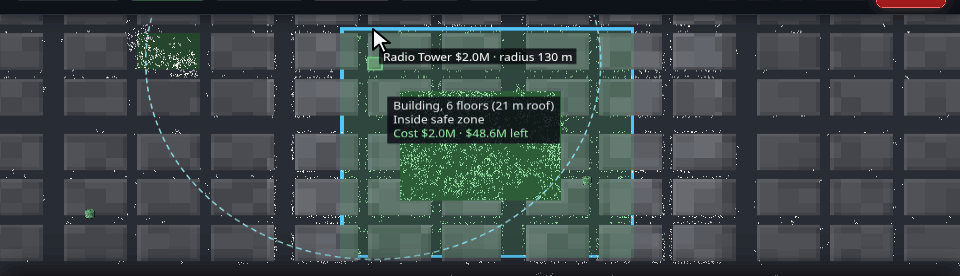 Radio Tower $2.0M · radius 130 m
Building, 6 floors (21 m roof)
Inside safe zone
Cost $2.0M · $48.6M left